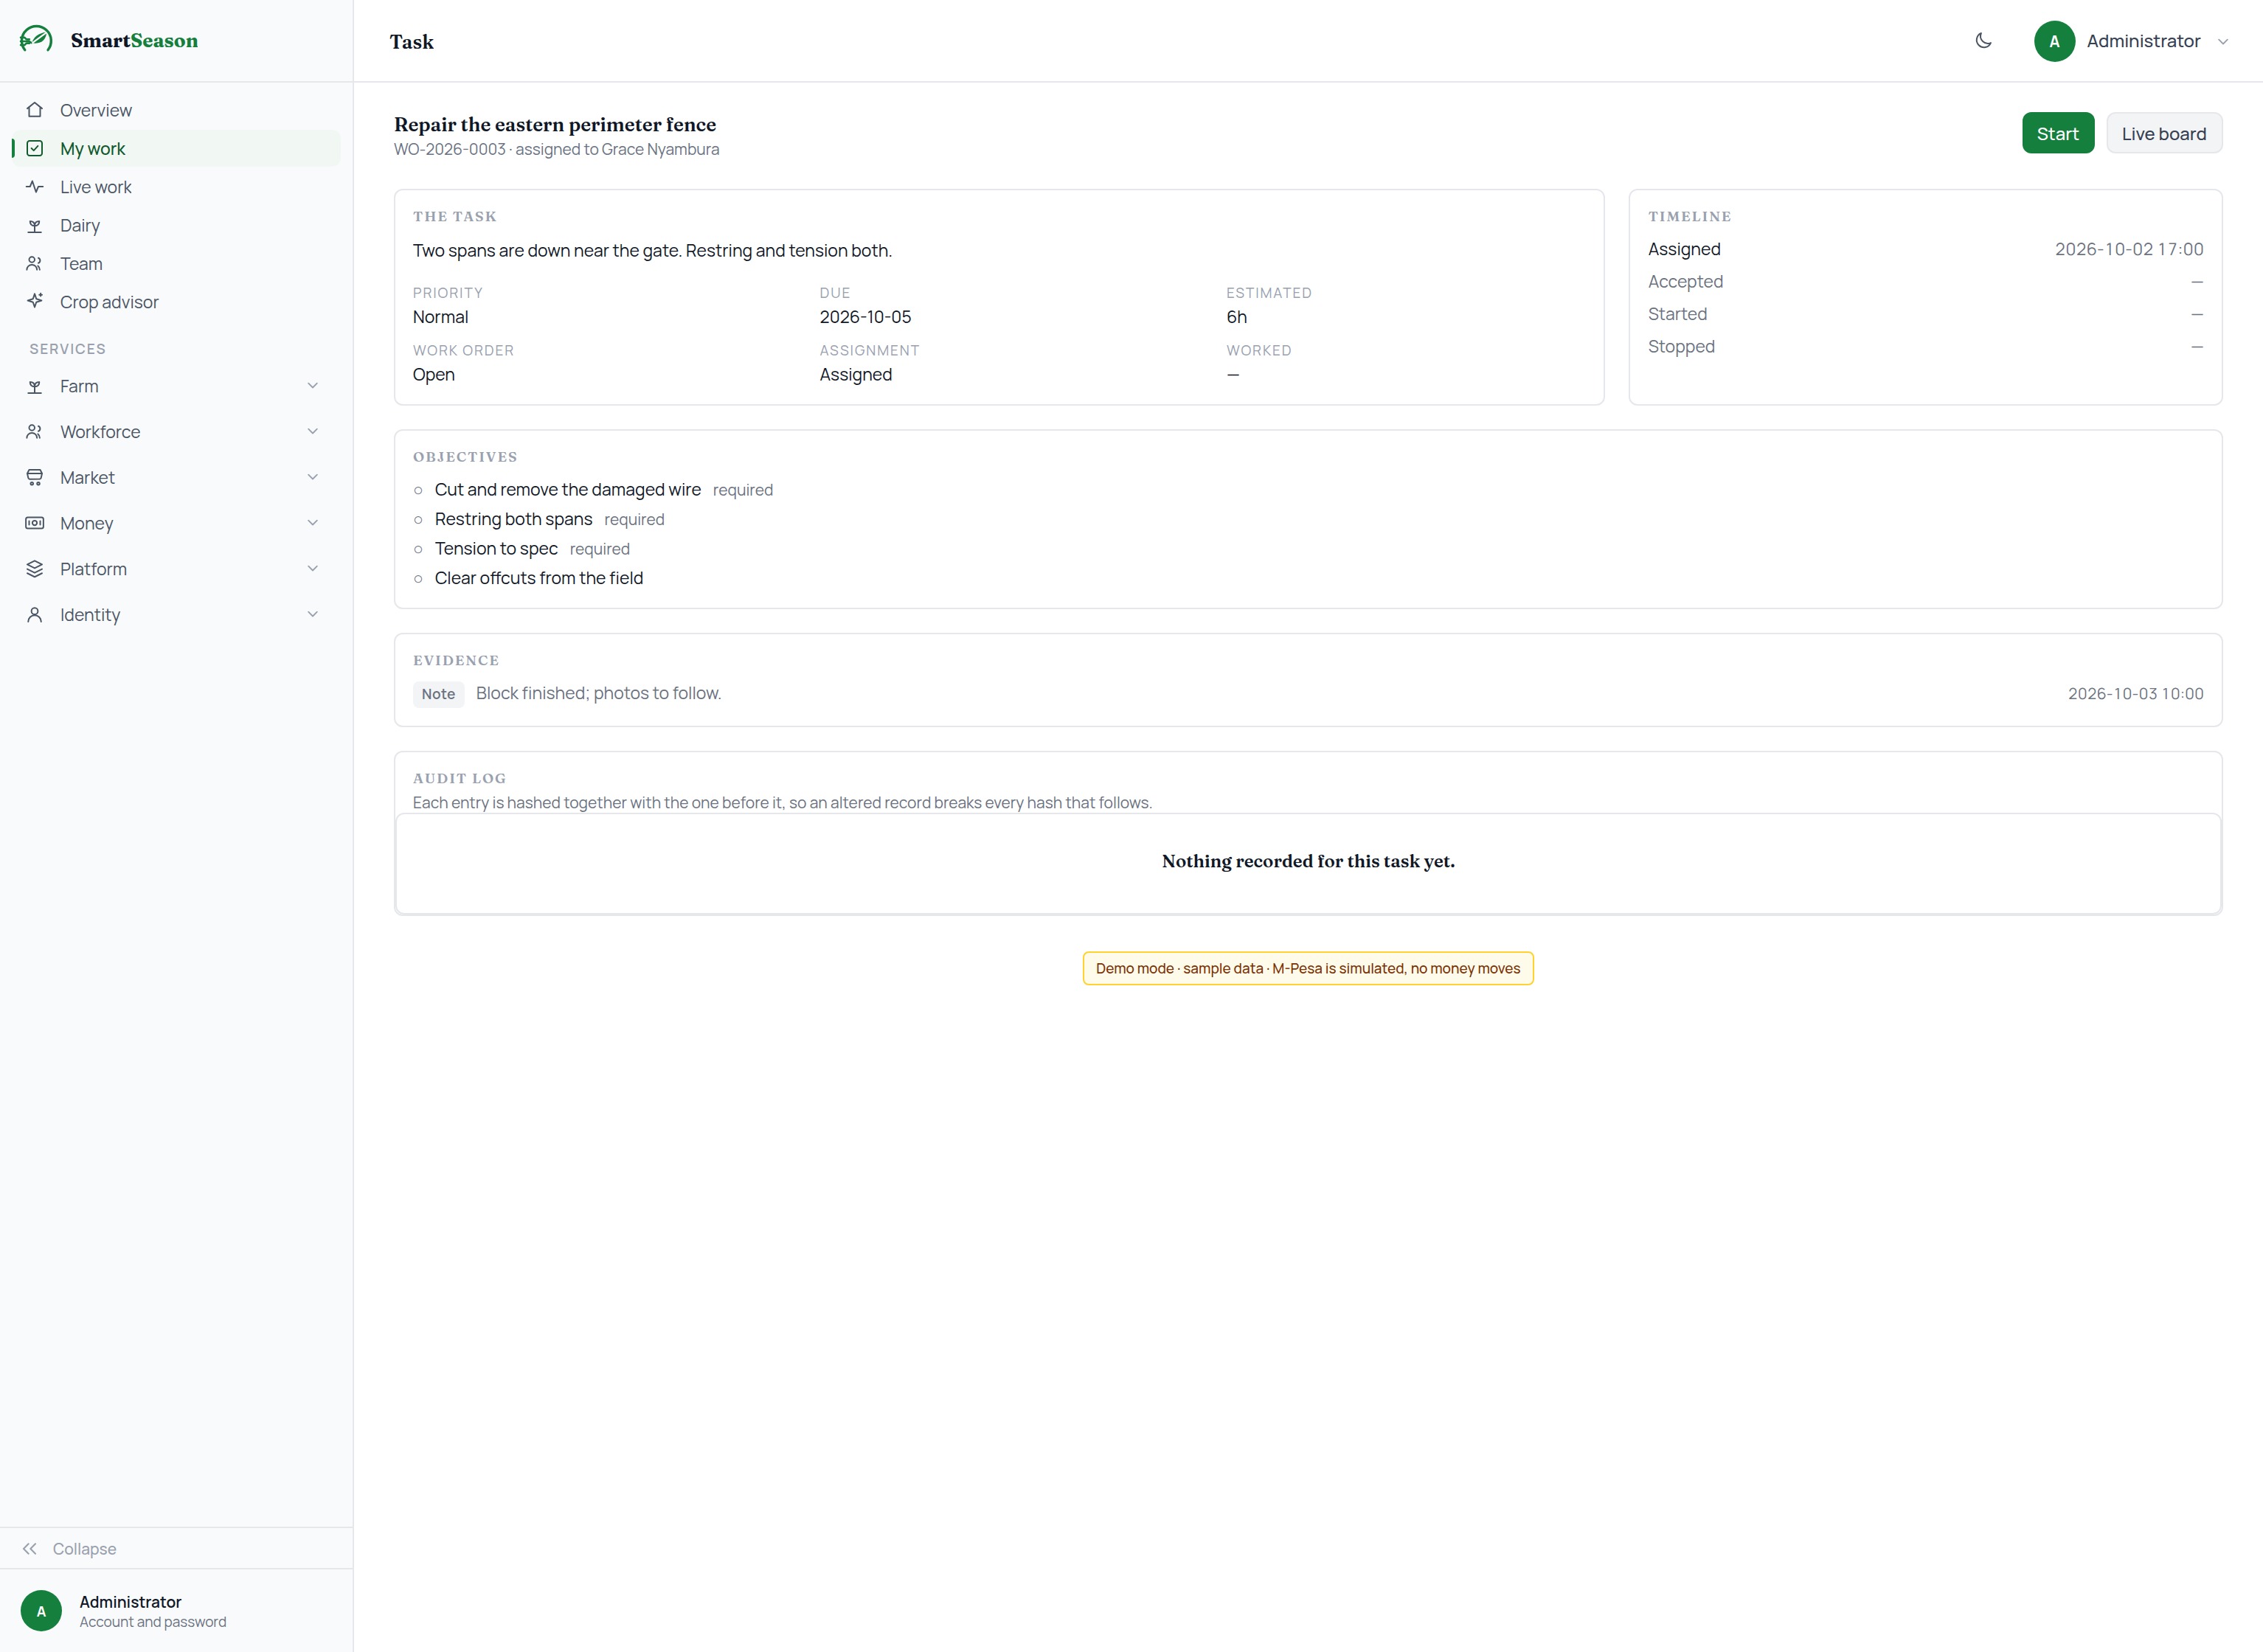 SmartSeason
Task
A
Administrator
Overview
My work
Live work
Dairy
Team
Crop advisor
SERVICES
Farm
Workforce
Market
Money
Platform
Identity
Collapse
A
Administrator
Account and password
Repair the eastern perimeter fence
WO-2026-0003 · assigned to Grace Nyambura
Start
Live board
THE TASK
Two spans are down near the gate. Restring and tension both.
PRIORITY
Normal
DUE
2026-10-05
ESTIMATED
6h
WORK ORDER
Open
ASSIGNMENT
Assigned
WORKED
—
TIMELINE
Assigned 2026-10-02 17:00
Accepted —
Started —
Stopped —
OBJECTIVES
Cut and remove the damaged wire required
Restring both spans required
Tension to spec required
Clear offcuts from the field
EVIDENCE
Note Block finished; photos to follow. 2026-10-03 10:00
AUDIT LOG
Each entry is hashed together with the one before it, so an altered record breaks every hash that follows.
Nothing recorded for this task yet.
Demo mode · sample data · M-Pesa is simulated, no money moves